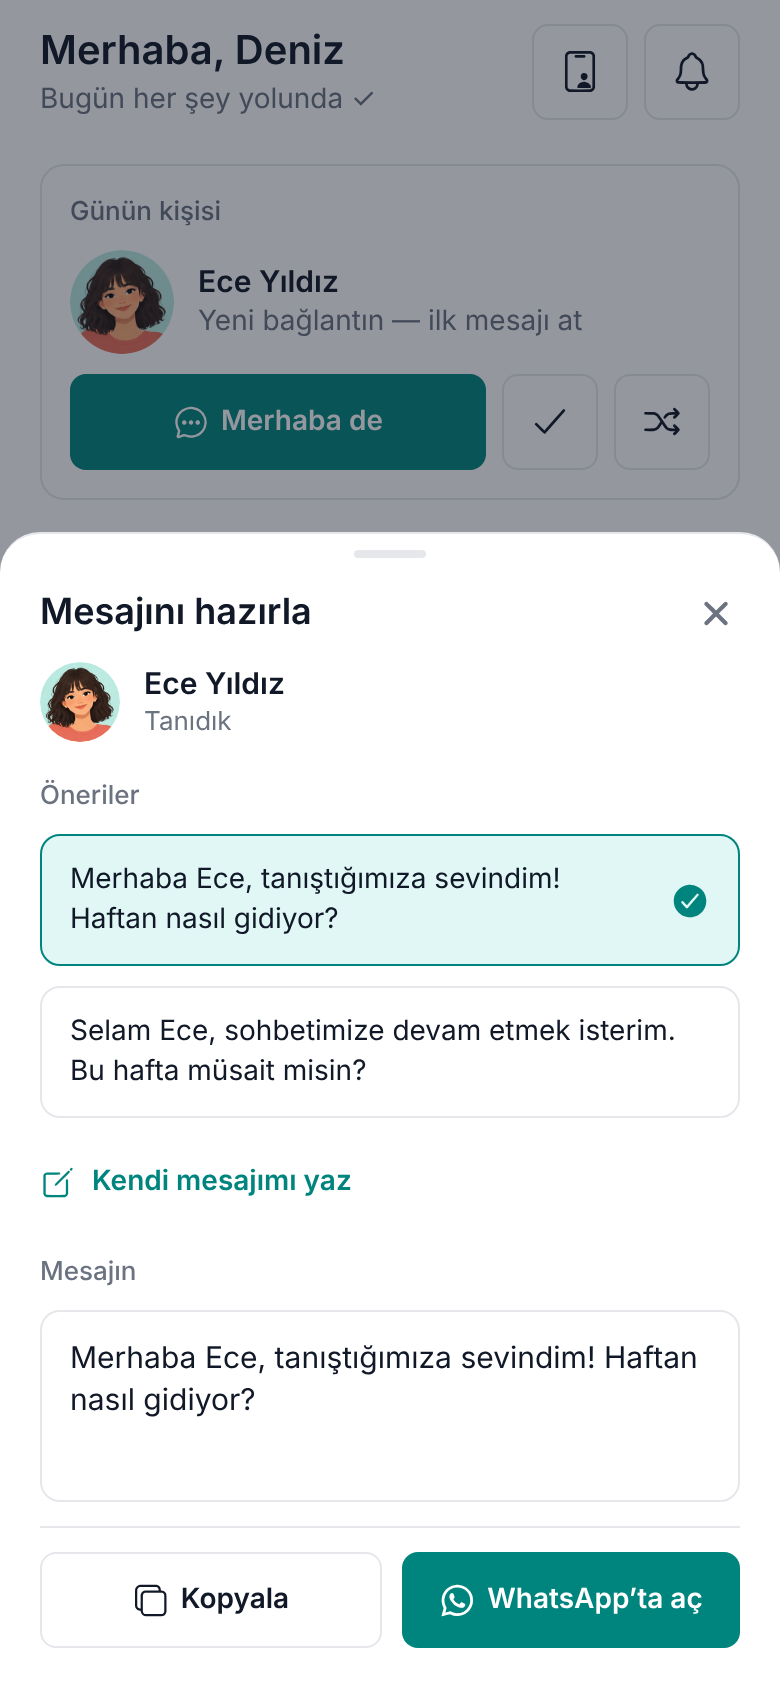 Merhaba, Deniz
Bugün her şey yolunda ✓
Günün kişisi
Ece Yıldız
Yeni bağlantın — ilk mesajı at
Merhaba de
Mesajını hazırla
Ece Yıldız
Tanıdık
Öneriler
Merhaba Ece, tanıştığımıza sevindim!
Haftan nasıl gidiyor?
Selam Ece, sohbetimize devam etmek isterim.
Bu hafta müsait misin?
Kendi mesajımı yaz
Mesajın
Merhaba Ece, tanıştığımıza sevindim! Haftan
nasıl gidiyor?
Kopyala
WhatsApp’ta aç